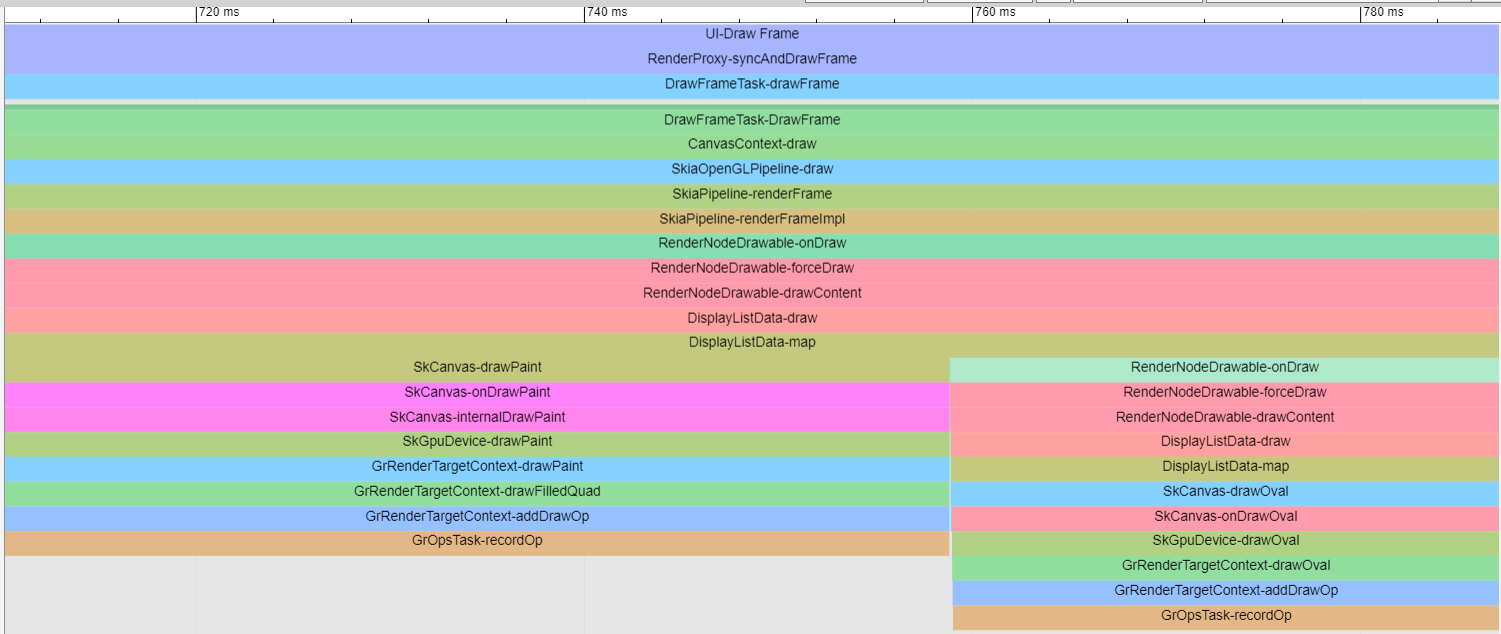 720 ms 740 ms 760 ms 780 ms
UI-Draw Frame
RenderProxy-syncAndDrawFrame
DrawFrameTask-drawFrame
DrawFrameTask-DrawFrame
CanvasContext-draw
SkiaOpenGLPipeline-draw
SkiaPipeline-renderFrame
SkiaPipeline-renderFrameImpl
RenderNodeDrawable-onDraw
RenderNodeDrawable-forceDraw
RenderNodeDrawable-drawContent
DisplayListData-draw
DisplayListData-map
SkCanvas-drawPaint RenderNodeDrawable-onDraw
SkCanvas-onDrawPaint RenderNodeDrawable-forceDraw
SkCanvas-internalDrawPaint RenderNodeDrawable-drawContent
SkGpuDevice-drawPaint DisplayListData-draw
GrRenderTargetContext-drawPaint DisplayListData-map
GrRenderTargetContext-drawFilledQuad SkCanvas-drawOval
GrRenderTargetContext-addDrawOp SkCanvas-onDrawOval
GrOpsTask-recordOp SkGpuDevice-drawOval
GrRenderTargetContext-drawOval
GrRenderTargetContext-addDrawOp
GrOpsTask-recordOp